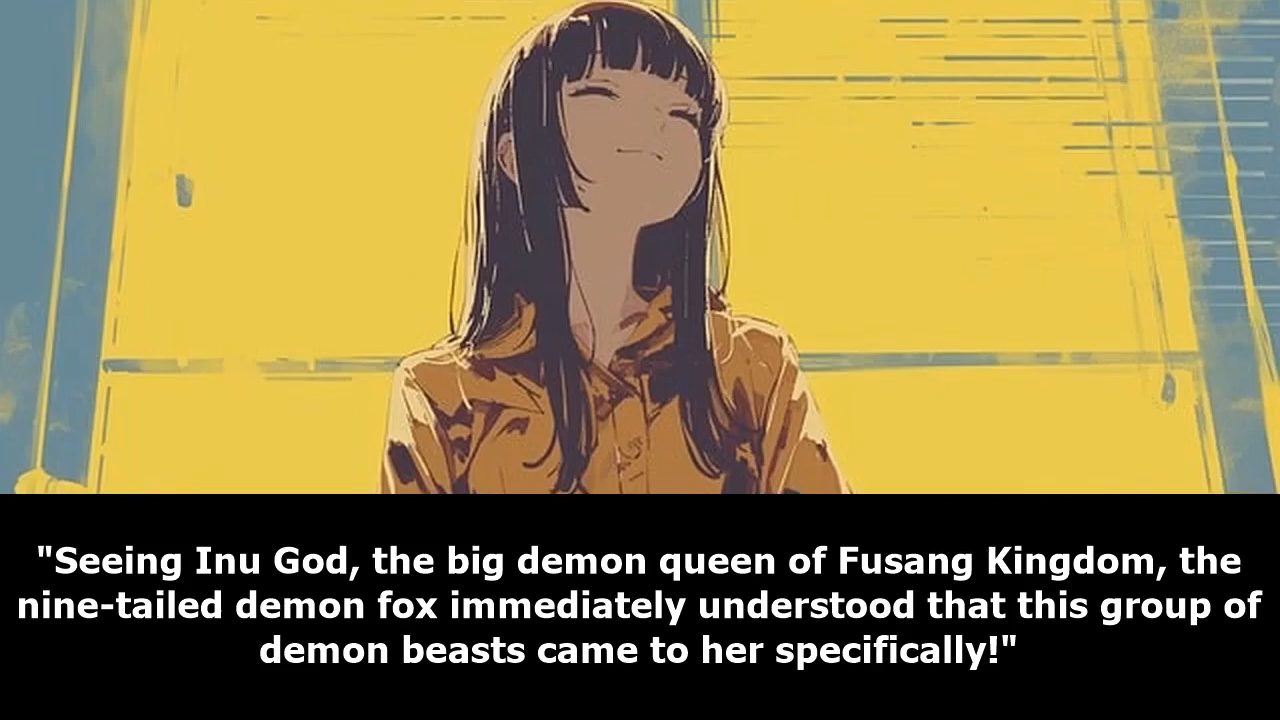 "Seeing Inu God, the big demon queen of Fusang Kingdom, the
nine-tailed demon fox immediately understood that this group of
demon beasts came to her specifically!"